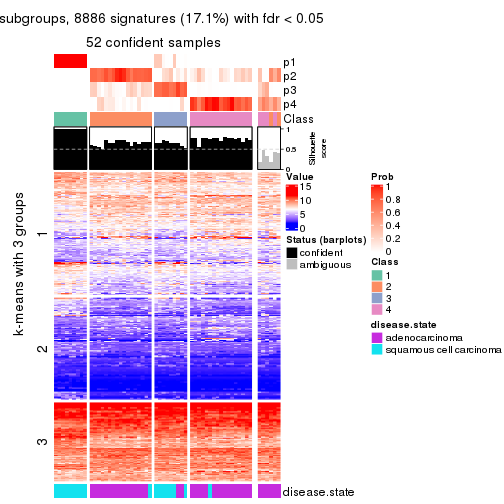 subgroups, 8886 signatures (17.1%) with fdr < 0.05
52 confident samples
p1
p2
p3
p4
Class
1
0.5
0
Silhouette
score
k-means with 3 groups
1
2
3
Value
15
10
5
0
Status (barplots)
confident
ambiguous
Prob
1
0.8
0.6
0.4
0.2
0
Class
1
2
3
4
disease.state
adenocarcinoma
squamous cell carcinoma
disease.state